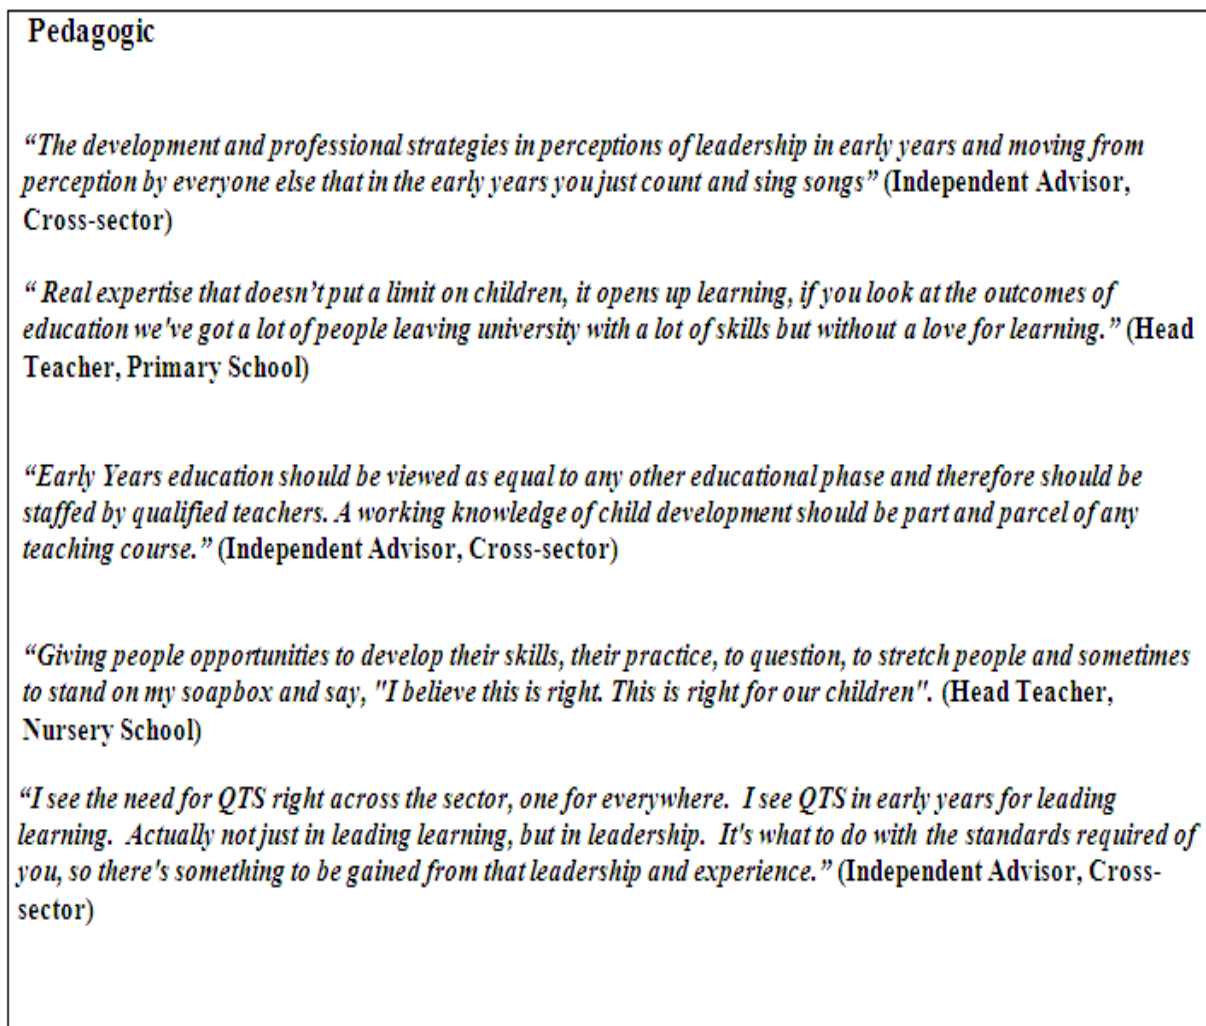 Pedagogic
“The development and professional strategies in perceptions of leadership in early years and moving from
perception by everyone else that in the early years you just count and sing songs” (Independent Advisor,
Cross-sector)
“ Real expertise that doesn’t put a limit on children, it opens up learning, if you look at the outcomes of
education we've got a lot of people leaving university with a lot of skills but without a love for learning.” (Head
Teacher, Primary School)
“Early Years education should be viewed as equal to any other educational phase and therefore should be
staffed by qualified teachers. A working knowledge of child development should be part and parcel of any
teaching course.” (Independent Advisor, Cross-sector)
“Giving people opportunities to develop their skills, their practice, to question, to stretch people and sometimes
to stand on my soapbox and say, "I believe this is right. This is right for our children". (Head Teacher,
Nursery School)
“I see the need for QTS right across the sector, one for everywhere.  I see QTS in early years for leading
learning.  Actually not just in leading learning, but in leadership.  It's what to do with the standards required of
you, so there's something to be gained from that leadership and experience.” (Independent Advisor, Cross-
sector)